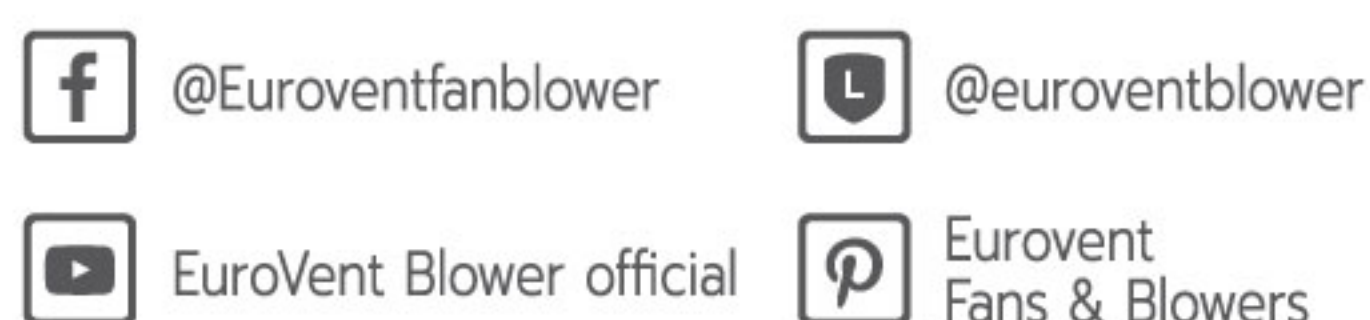 @Euroventfanblower
L
@euroventblower
EuroVent Blower official
Eurovent
Fans & Blowers